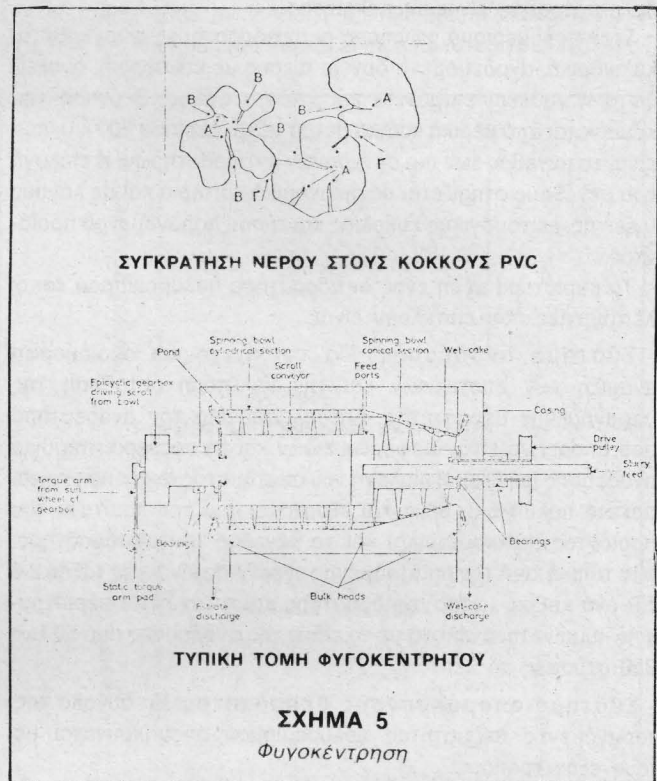 B
B
B
B
B
A
A
Γ
Γ
ΣΥΓΚΡΑΤΗΣΗ ΝΕΡΟΥ ΣΤΟΥΣ ΚΟΚΚΟΥΣ PVC
Spinning bowl
cylindrical section
Scroll
conveyor
Spinning bowl
conical section
Feed
ports
Wet-cake
Pond
Epicyclic gearbox
driving scroll
from bowl
Casing
Drive
pulley
Slurry
feed
Torque arm
from sun
wheel
gearbox
Bearings
Bearings
Static torque
arm pad
discharge
Bulk heads
Wet-cake
discharge
ΤΥΠΙΚΗ ΤΟΜΗ ΦΥΓΟΚΕΝΤΡΗΤΟΥ
ΣΧΗΜΑ 5
Φυγοκέντρηση